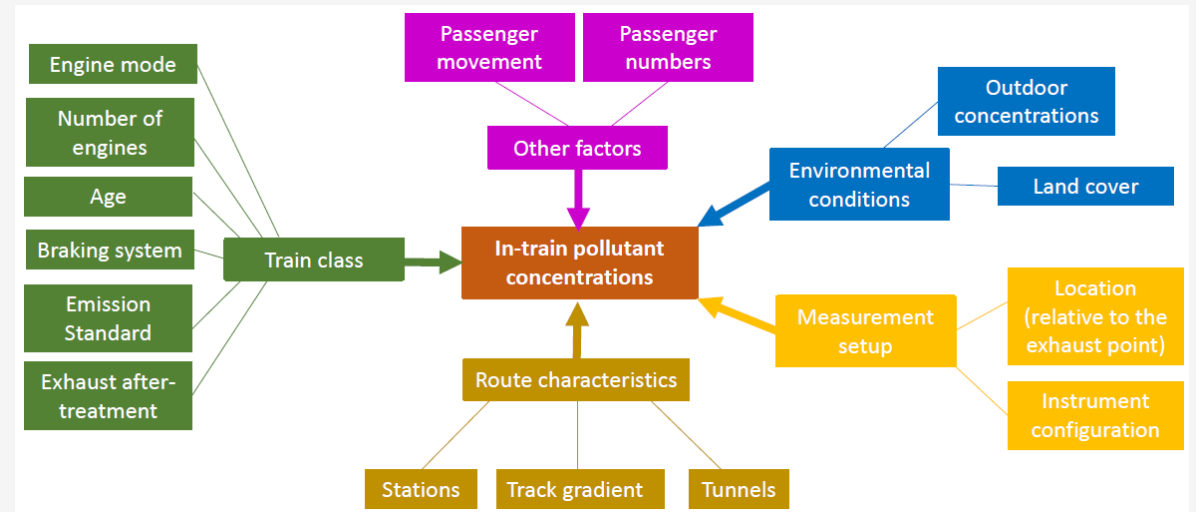 Passenger
movement
Passenger
numbers
Other factors
Engine mode
Number of
engines
Age
Braking system
Emission
Standard
Exhaust after-
treatment
Train class
In-train pollutant
concentrations
Outdoor
concentrations
Environmental
conditions
Land cover
Measurement
setup
Location
(relative to the
exhaust point)
Instrument
configuration
Route characteristics
Stations
Track gradient
Tunnels